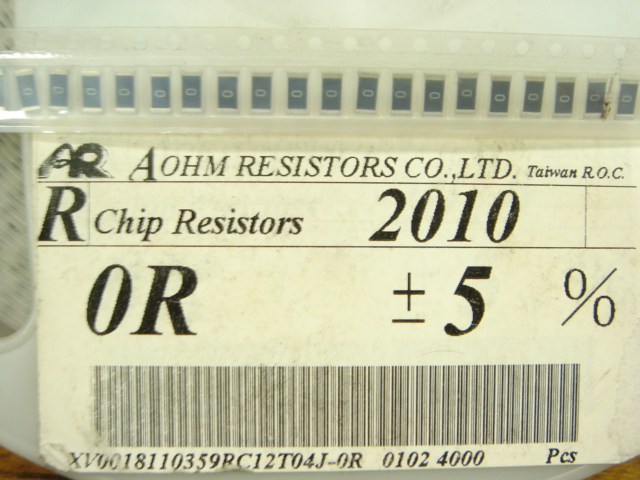 0 0 0 0 0 0 0 0 0 0 0 0 0 0 0 0 0 0 0
AR AOHM RESISTORS CO.,LTD. Taiwan R.O.C.
R Chip Resistors 2010
0R ±5 %
XV0018110359RC12T04J-0R 0102 4000 Pcs